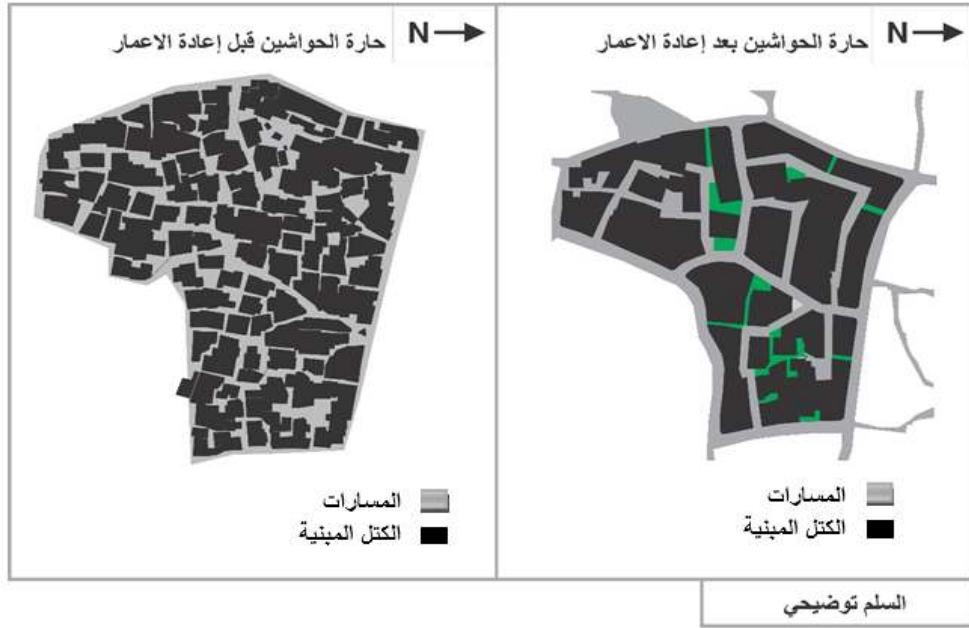 حارة الحواشين بعد إعادة الاعمار
N
حارة الحواشين قبل إعادة الاعمار
N
المسارات
الكتل المبنية
المسارات
الكتل المبنية
السلم توضيحي